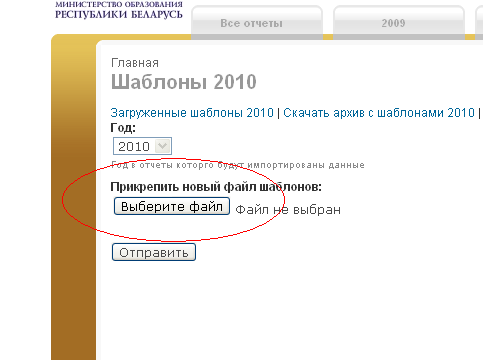 МИНИСТЕРСТВО ОБРАЗОВАНИЯ
РЕСПУБЛИКИ БЕЛАРУСЬ
Все отчеты
2009
Главная
Шаблоны 2010
Загруженные шаблоны 2010 | Скачать архив с шаблонами 2010 |
Год:
2010
Год в отчеты которго будут импортированы данные
Прикрепить новый файл шаблонов:
Выберите файл Файл не выбран
Отправить